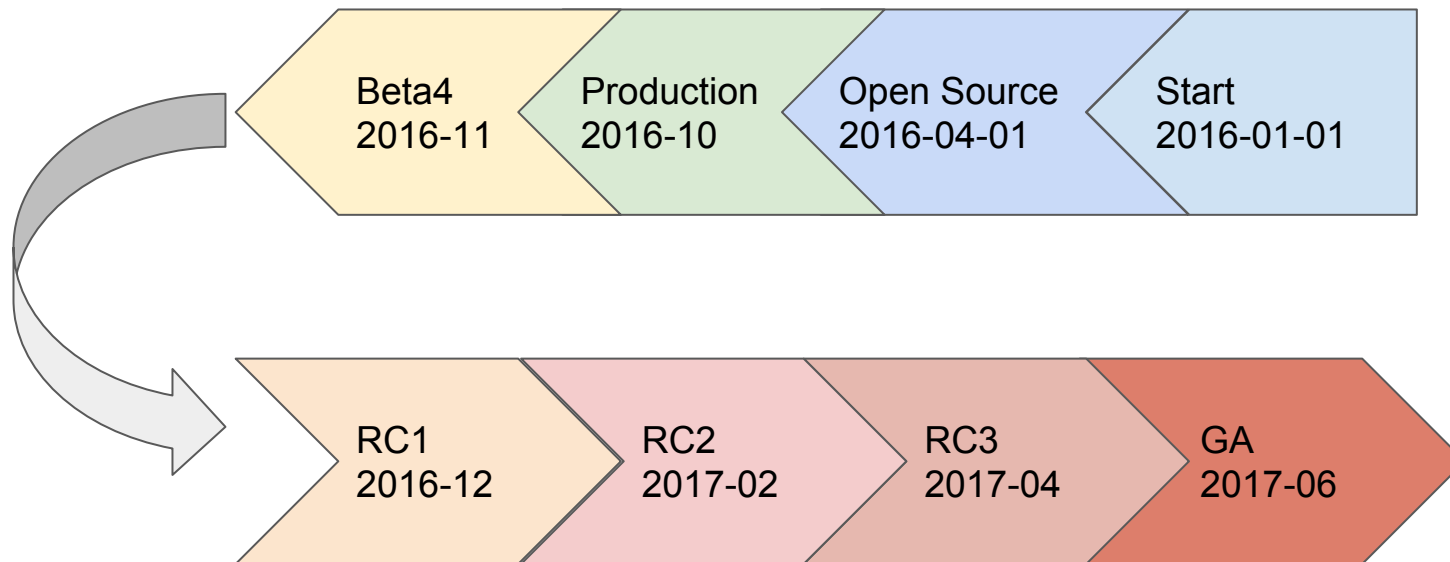 Beta4
2016-11
Production
2016-10
Open Source
2016-04-01
Start
2016-01-01
RC1
2016-12
RC2
2017-02
RC3
2017-04
GA
2017-06